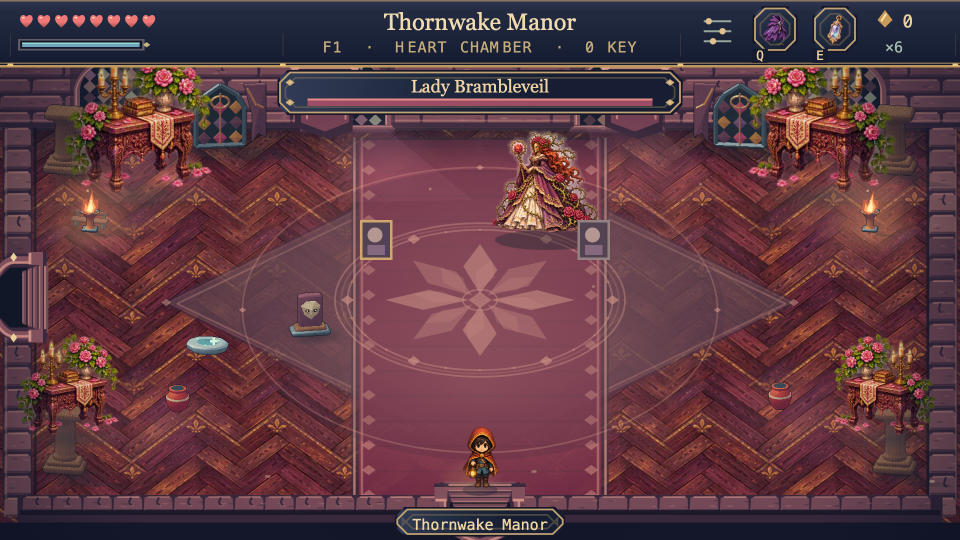 Thornwake Manor
F1 · HEART CHAMBER · 0 KEY
Q
E
0
×6
Lady Brambleveil
Thornwake Manor